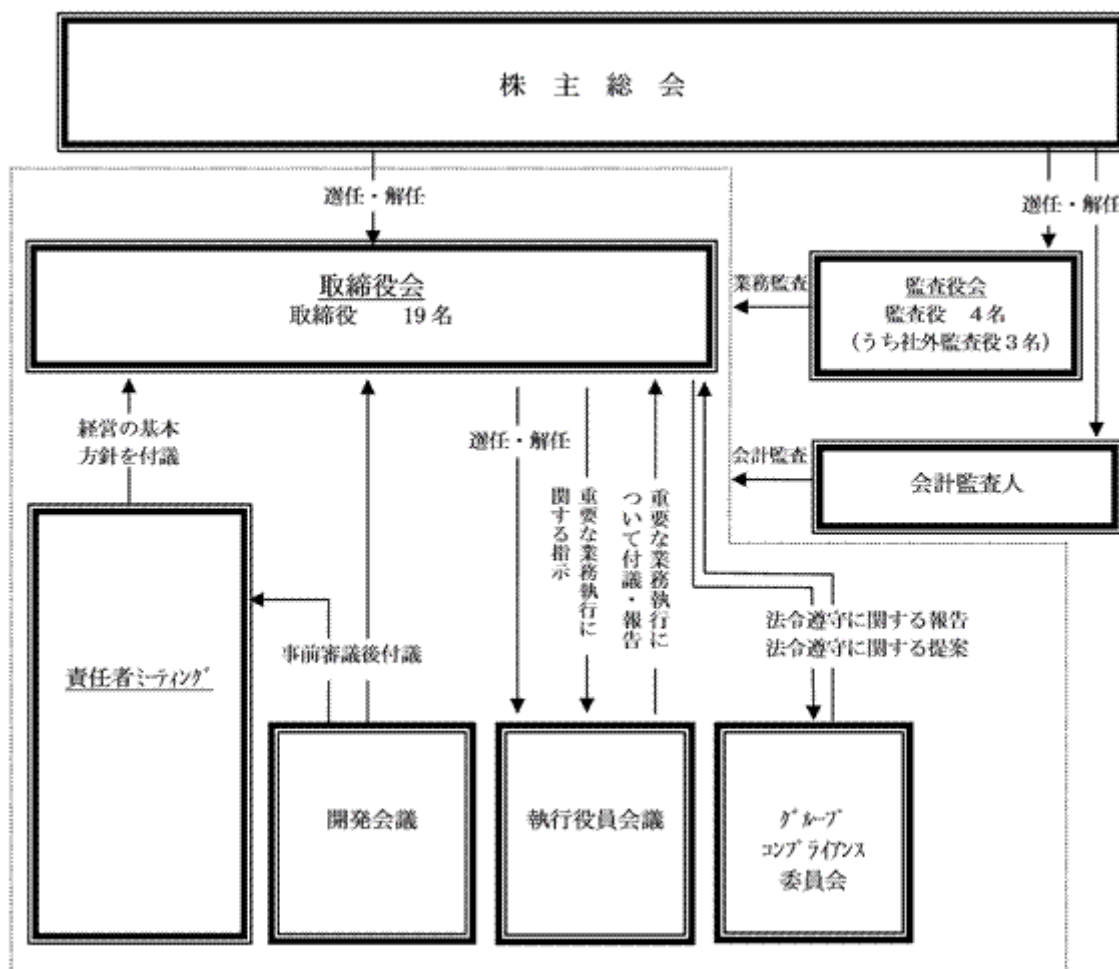 株 主 総 会
選任・解任
選任・解任
取締役会
取締役 19名
業務監査
監査役会
監査役 4名
(うち社外監査役3名)
経営の基本
方針を付議
選任・解任
重要な業務執行に
関する指示
重要な業務執行に
ついて付議・報告
会計監査
会計監査人
法令遵守に関する報告
法令遵守に関する提案
事前審議後付議
責任者ﾐｰﾃｨﾝｸﾞ
開発会議
執行役員会議
ｸﾞﾙｰﾌﾟ
ｺﾝﾌﾟﾗｲｱﾝｽ
委員会